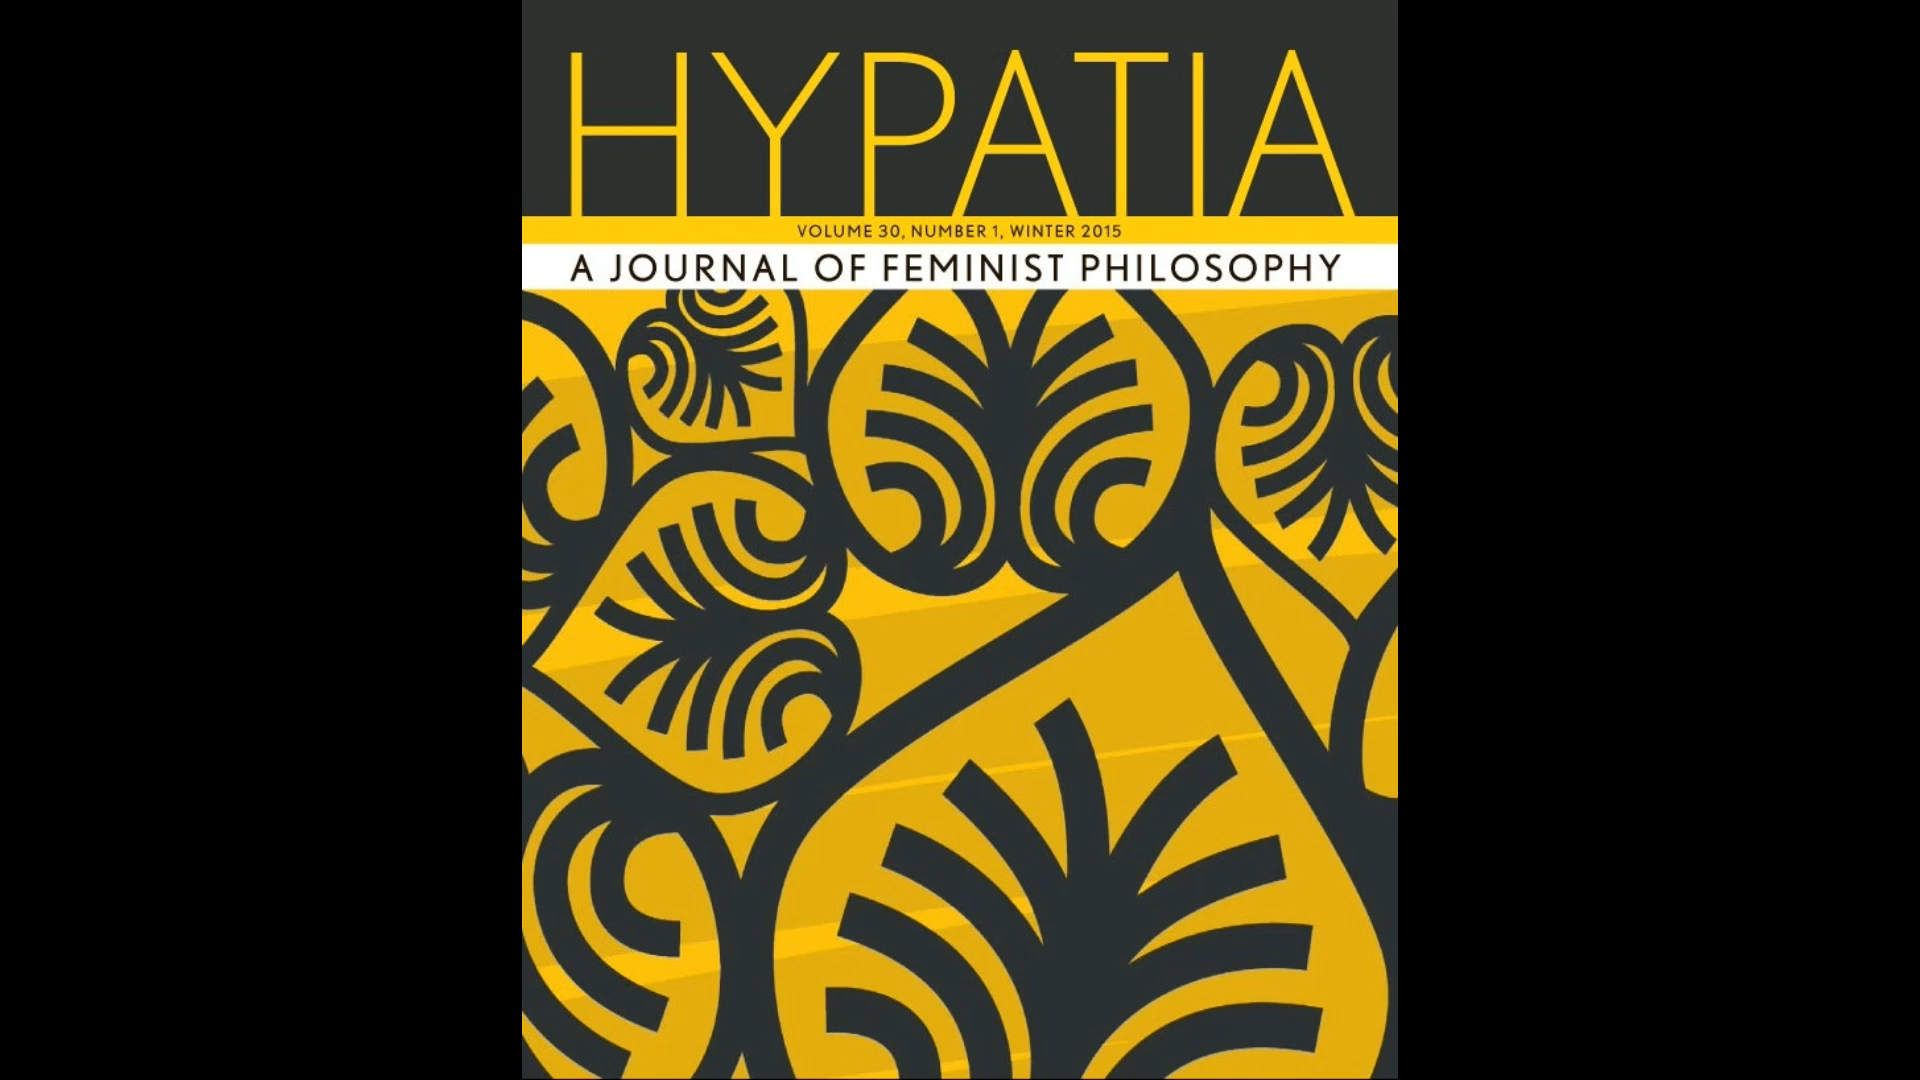 HYPATIA
VOLUME 30, NUMBER 1, WINTER 2015
A JOURNAL OF FEMINIST PHILOSOPHY